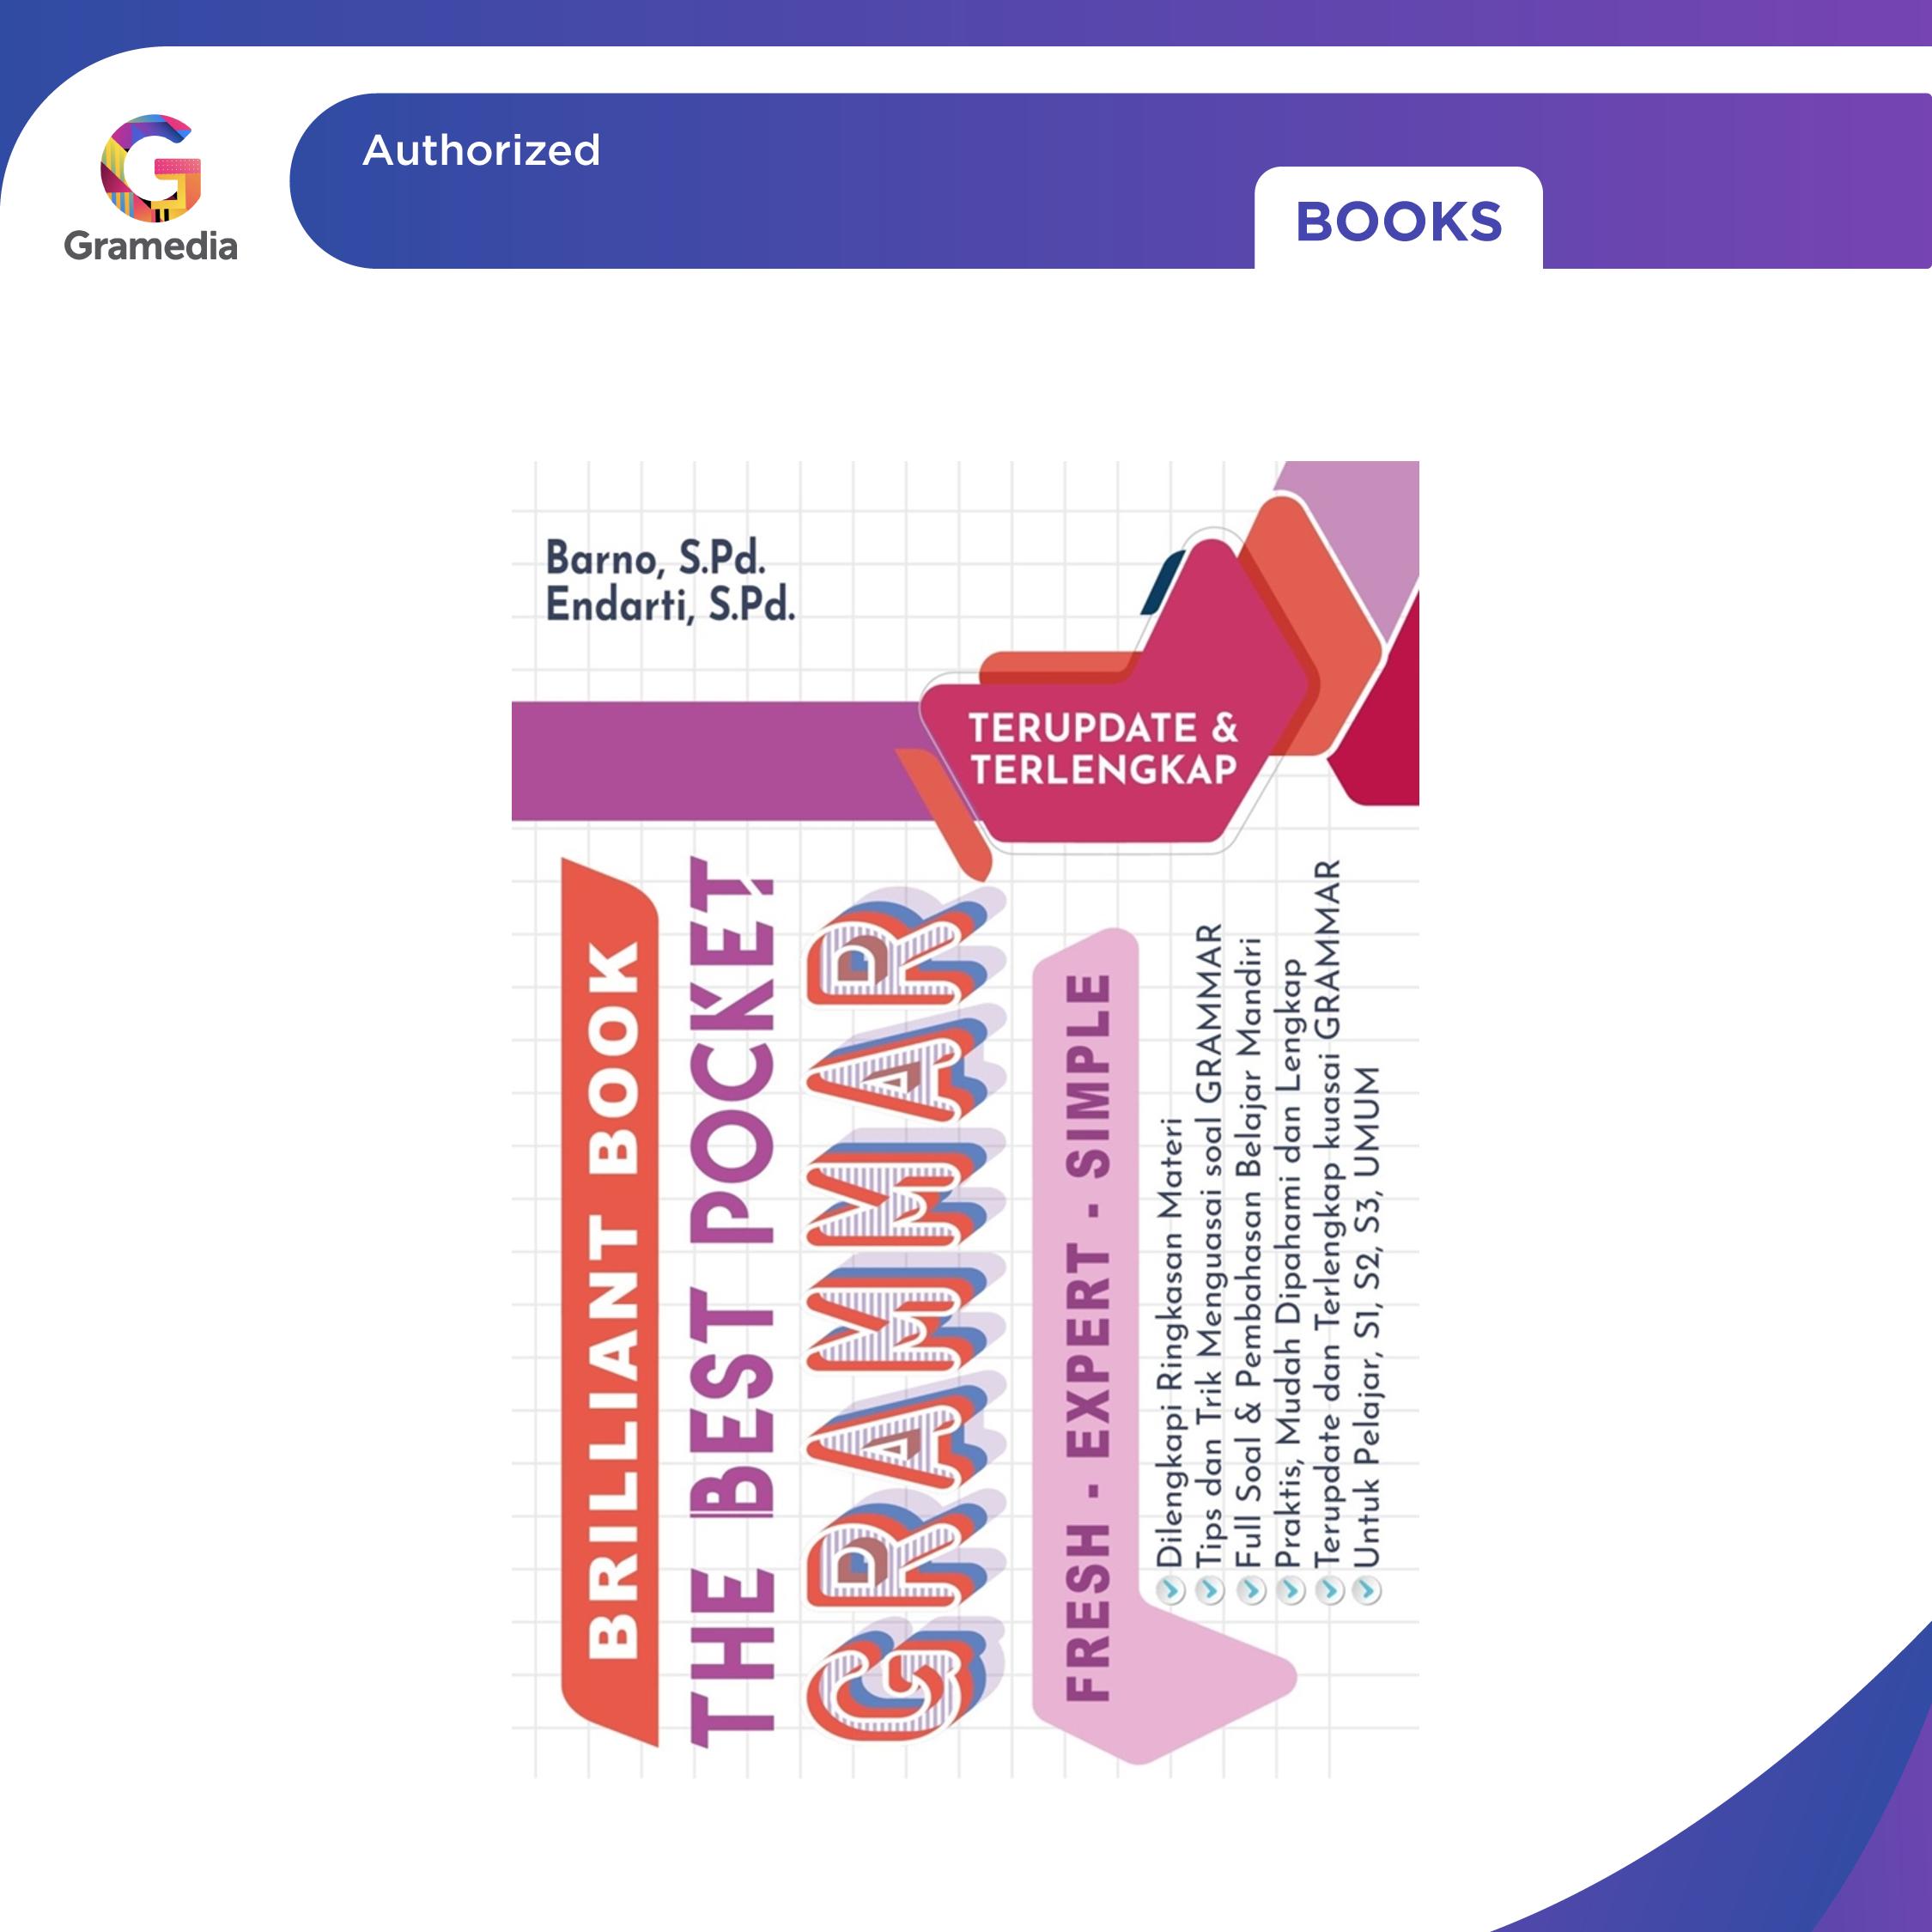 Gramedia
Authorized
BOOKS
Barno, S.Pd.
Endarti, S.Pd.
TERUPDATE &
TERLENGKAP
BRILLIANT BOOK
THE BEST POCKET
GRAMMAR
FRESH - EXPERT - SIMPLE
Dilengkapi Ringkasan Materi
Tips dan Trik Menguasai soal GRAMMAR
Full Soal & Pembahasan Belajar Mandiri
Praktis, Mudah Dipahami dan Lengkap
Terupdate dan Terlengkap kuasai GRAMMAR
Untuk Pelajar, S1, S2, S3, UMUM